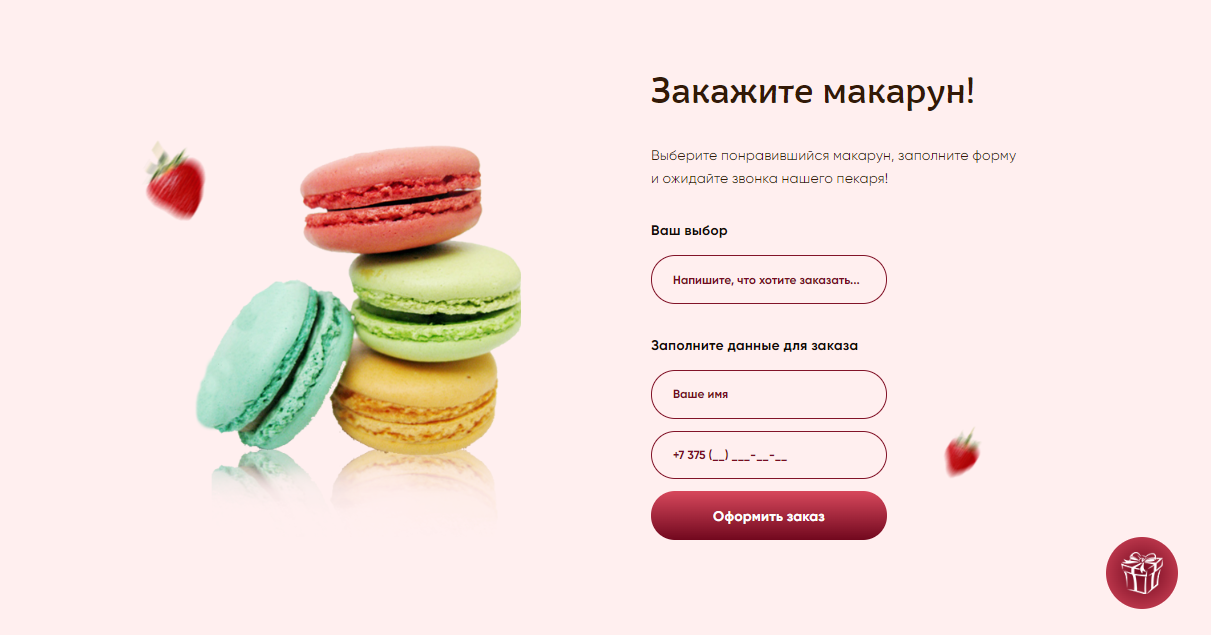 Закажите макарун!
Выберите понравившийся макарун, заполните форму
и ожидайте звонка нашего пекаря!
Ваш выбор
Напишите, что хотите заказать...
Заполните данные для заказа
Ваше имя
+7 375 (__) ___-__-__
Оформить заказ